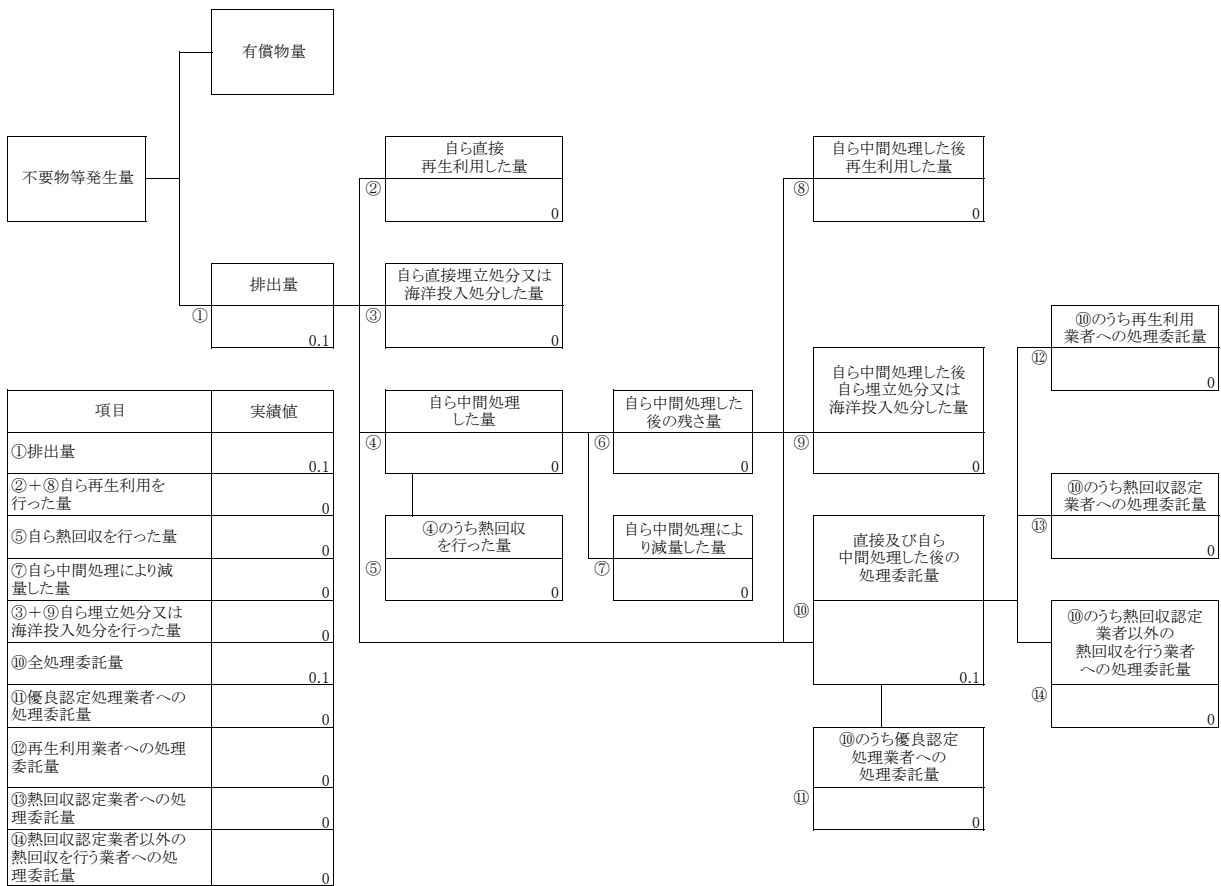 有償物量
不要物等発生量
自ら直接
再生利用した量
②
0
自ら中間処理した後
再生利用した量
⑧
0
排出量
①
0.1
自ら直接埋立処分又は
海洋投入処分した量
③
0
自ら中間処理
した量
④
0
自ら中間処理した
後の残さ量
⑥
0
自ら中間処理した後
自ら埋立処分又は
海洋投入処分した量
⑨
0
⑩のうち再生利用
業者への処理委託量
⑫
0
④のうち熱回収
を行った量
⑤
0
自ら中間処理によ
り減量した量
⑦
0
直接及び自ら
中間処理した後の
処理委託量
⑩
0.1
⑩のうち熱回収認定
業者への処理委託量
⑬
0
⑩のうち熱回収認定
業者以外の
熱回収を行う業者
への処理委託量
⑭
0
⑩のうち優良認定
処理業者への
処理委託量
⑪
0
項目 実績値
①排出量
0.1
②＋⑧自ら再生利用を
行った量
0
⑤自ら熱回収を行った量
0
⑦自ら中間処理により減
量した量
0
③＋⑨自ら埋立処分又は
海洋投入処分を行った量
0
⑩全処理委託量
0.1
⑪優良認定処理業者への
処理委託量
0
⑫再生利用業者への処理
委託量
0
⑬熱回収認定業者への処
理委託量
0
⑭熱回収認定業者以外の
熱回収を行う業者への処
理委託量
0